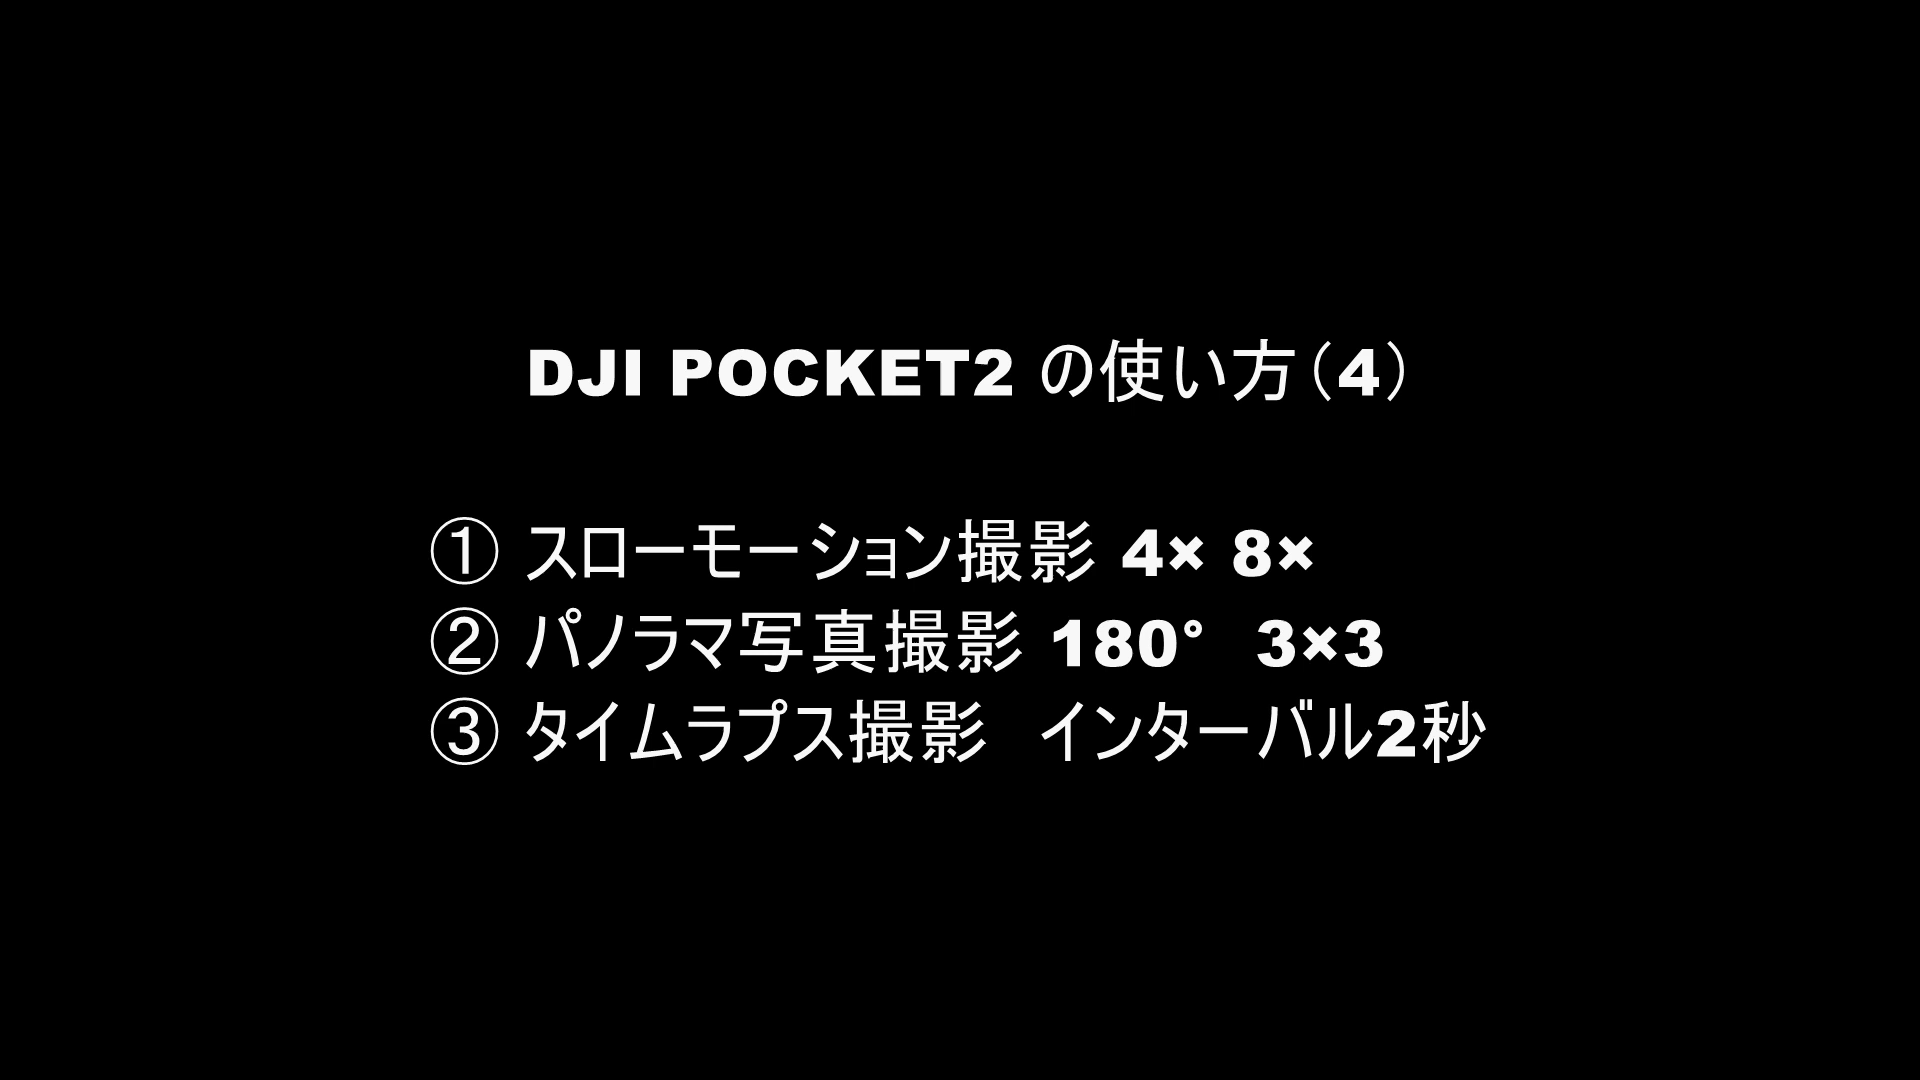 DJI POCKET2 の使い方（4）
① スローモーション撮影 4× 8×
② パノラマ写真撮影 180°　3×3
③ タイムラプス撮影　インターバル2秒